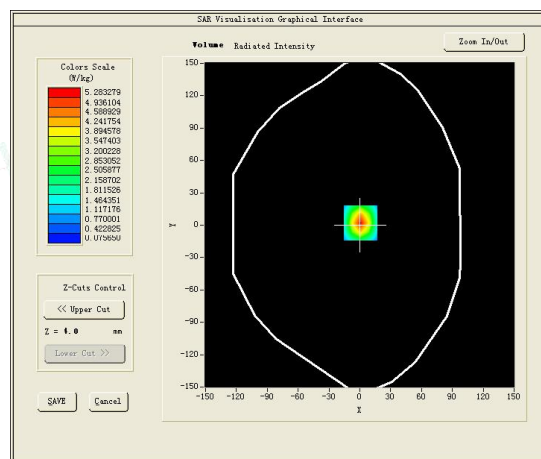 SAR Visualisation Graphical Interface
Volume Radiated Intensity
Zoom In/Out
Colors Scale
(W/kg)
5.283279
4.936104
4.588929
4.241754
3.894578
3.547403
3.200228
2.853052
2.505877
2.158702
1.811526
1.464351
1.117176
0.770001
0.422825
0.075650
Z-Cuts Control
<< Upper Cut
Z = 4.0 mm
Lower Cut >>
SAVE Cancel
150
120
90
60
30
Y 0
-30
-60
-90
-120
-150
-150 -120 -90 -60 -30 0 30 60 90 120 150
X